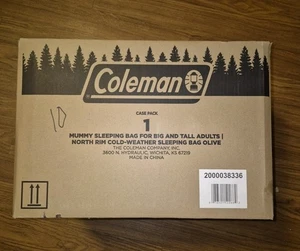 Coleman
CASE PACK
1
10
MUMMY SLEEPING BAG FOR BIG AND TALL ADULTS |
NORTH RIM COLD-WEATHER SLEEPING BAG OLIVE
THE COLEMAN COMPANY, INC.
3600 N. HYDRAULIC, WICHITA, KS 67219
MADE IN CHINA
2000038336